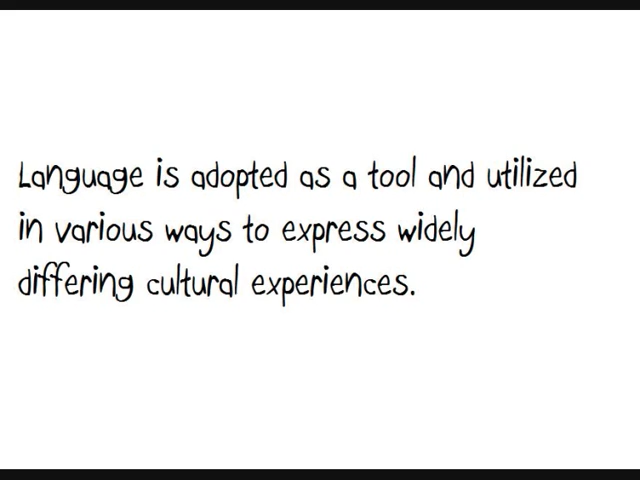 Language is adopted as a tool and utilized
in various ways to express widely
differing cultural experiences.